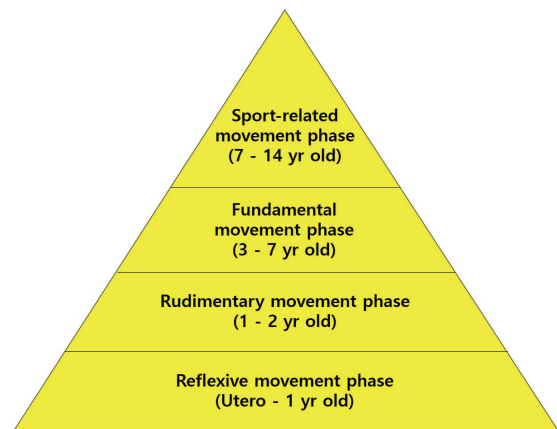 Sport-related
movement phase
(7 - 14 yr old)
Fundamental
movement phase
(3 - 7 yr old)
Rudimentary movement phase
(1 - 2 yr old)
Reflexive movement phase
(Utero - 1 yr old)